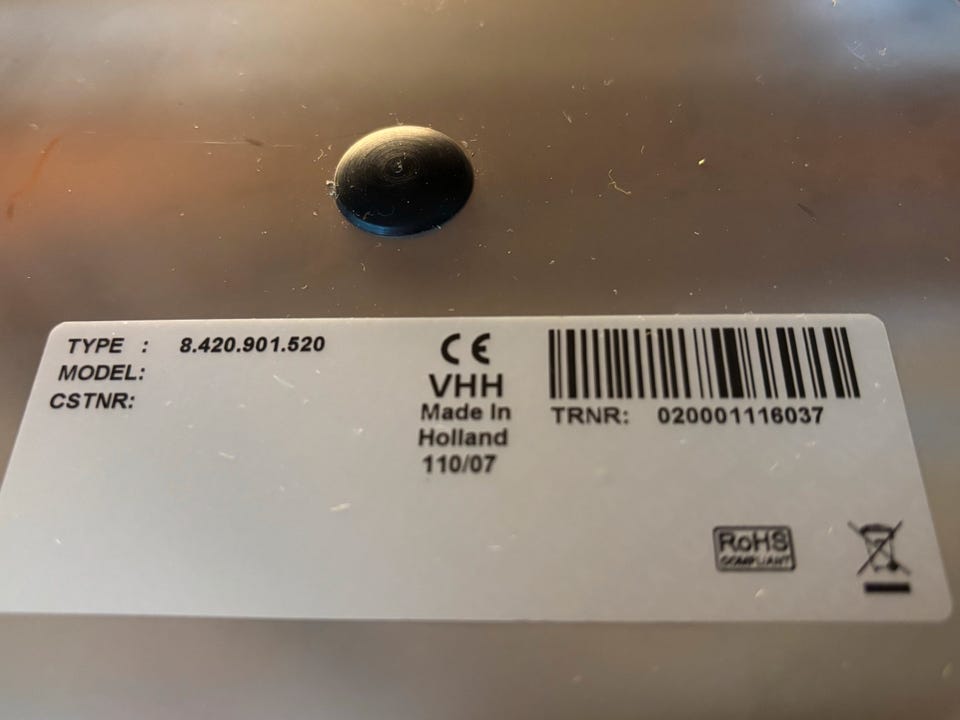 TYPE : 8.420.901.520
MODEL:
CSTNR:
CE
VHH
Made In
Holland
110/07
TRNR: 020001116037
RoHS
COMPLIANT